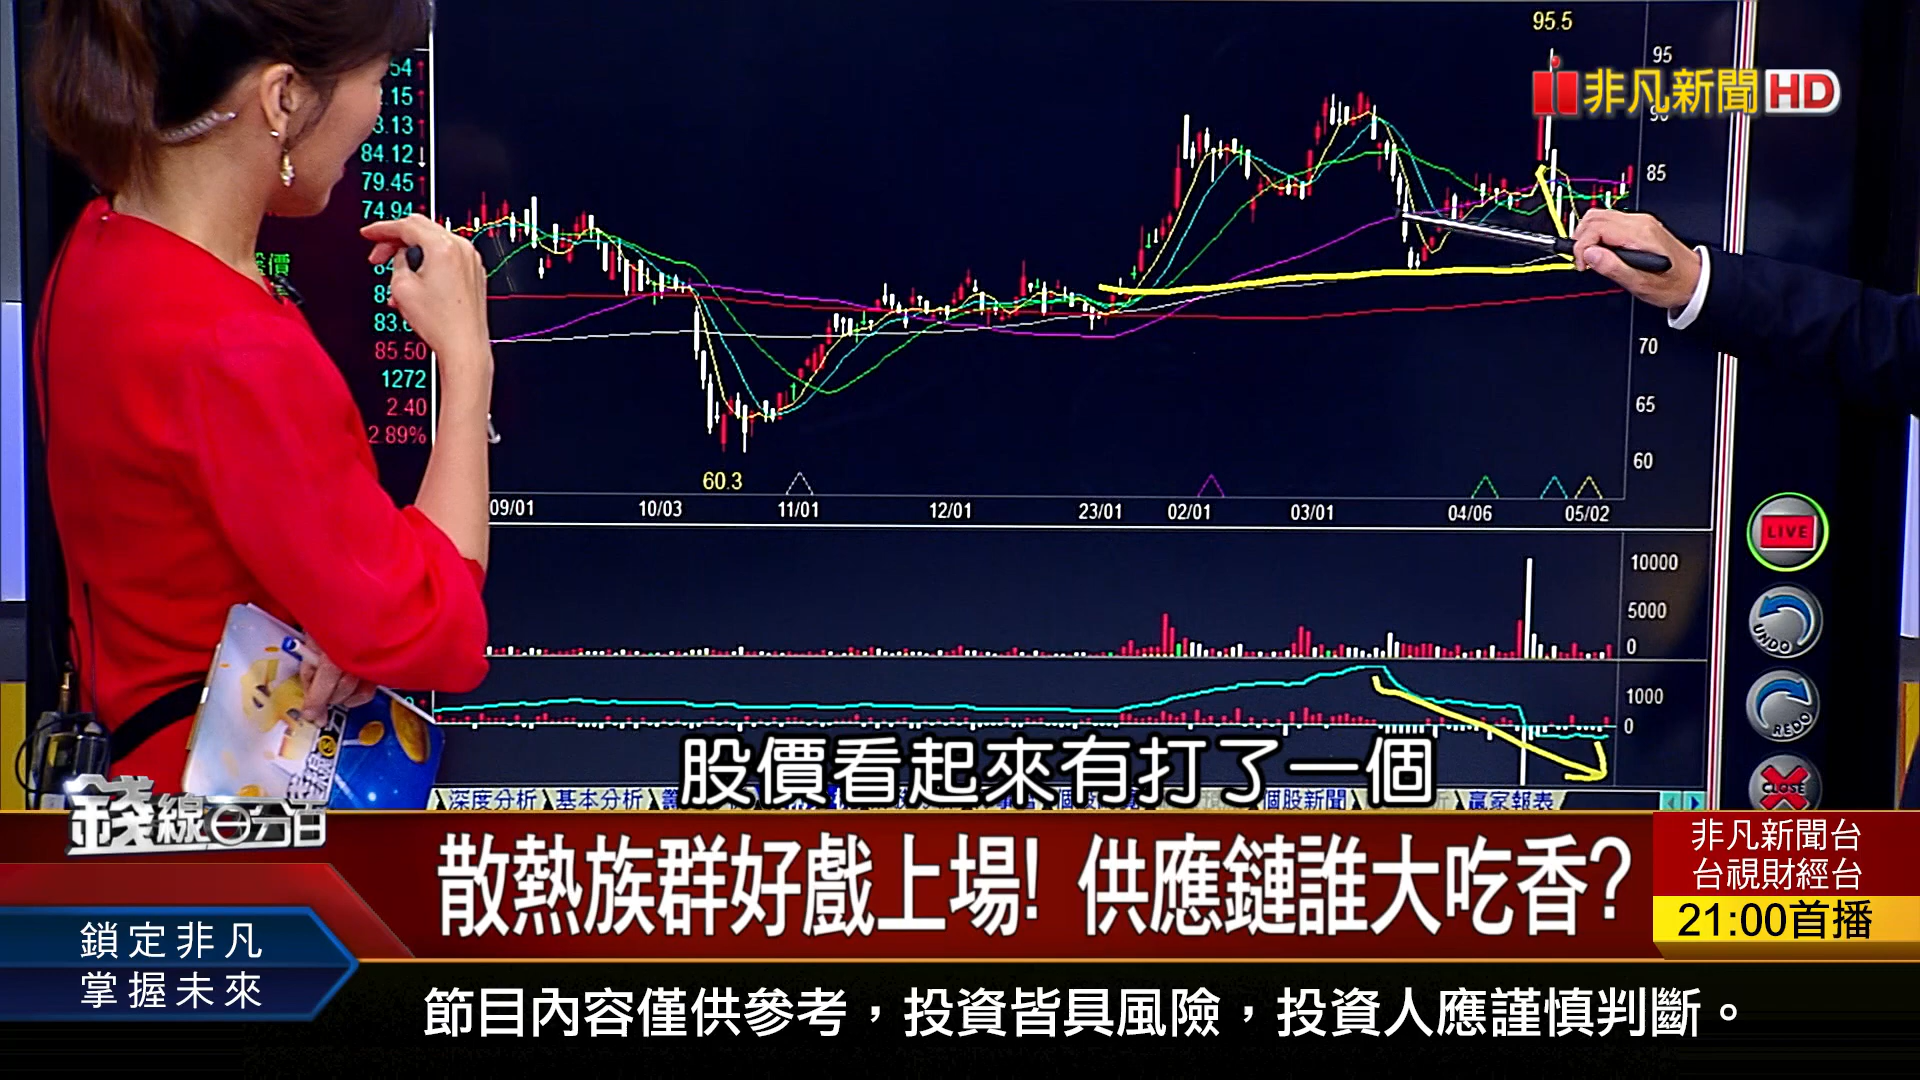 95.5
95
非凡新聞HD
85
84.12
79.45
74.94
股價
85.50
1272
2.40
2.89%
70
65
60
60.3
09/01
10/03
11/01
12/01
23/01
02/01
03/01
04/06
05/02
LIVE
10000
5000
0
UNDO
1000
0
REDO
CLOSE
股價看起來有打了一個
深度分析
基本分析
個股新聞
贏家報表
錢線百分百
散熱族群好戲上場! 供應鏈誰大吃香?
非凡新聞台
台視財經台
21:00首播
鎖定非凡
掌握未來
節目內容僅供參考，投資皆具風險，投資人應謹慎判斷。